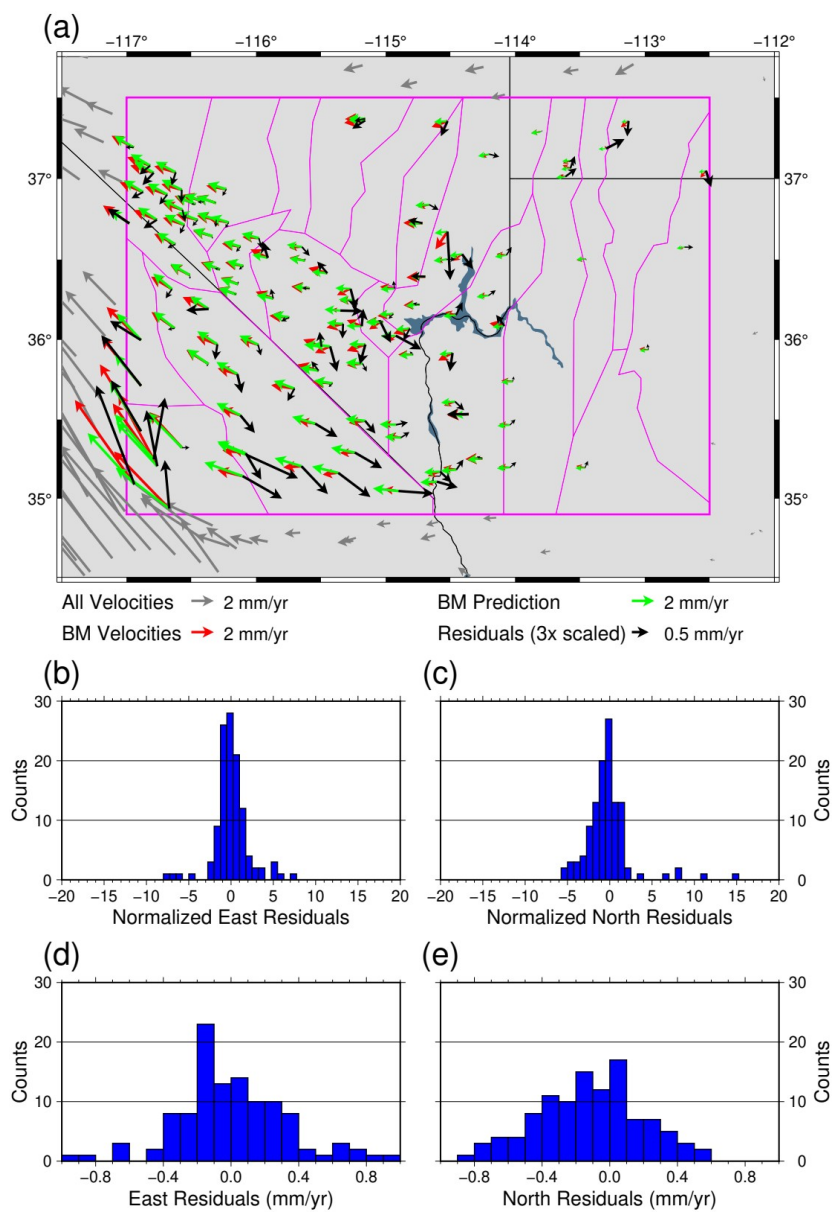 (a)
−117° −116° −115° −114° −113° −112°
37°
37°
36°
36°
35°
35°
All Velocities 2 mm/yr BM Prediction 2 mm/yr
BM Velocities 2 mm/yr Residuals (3x scaled) 0.5 mm/yr
(b)
30
20
10
0
Counts
−20 −15 −10 −5 0 5 10 15 20
Normalized East Residuals
(c)
30
20
10
0
Counts
−20 −15 −10 −5 0 5 10 15 20
Normalized North Residuals
(d)
30
20
10
0
Counts
−0.8 −0.4 0.0 0.4 0.8
East Residuals (mm/yr)
(e)
30
20
10
0
Counts
−0.8 −0.4 0.0 0.4 0.8
North Residuals (mm/yr)